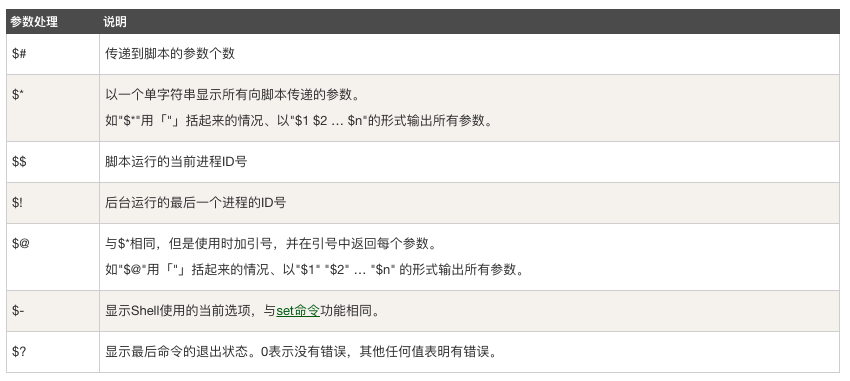 参数处理 说明
$# 传递到脚本的参数个数
$* 以一个单字符串显示所有向脚本传递的参数。
如"$*"用「"」括起来的情况、以"$1 $2 … $n"的形式输出所有参数。
$$ 脚本运行的当前进程ID号
$! 后台运行的最后一个进程的ID号
$@ 与$*相同，但是使用时加引号，并在引号中返回每个参数。
如"$@"用「"」括起来的情况、以"$1" "$2" … "$n" 的形式输出所有参数。
$- 显示Shell使用的当前选项，与set命令功能相同。
$? 显示最后命令的退出状态。0表示没有错误，其他任何值表明有错误。